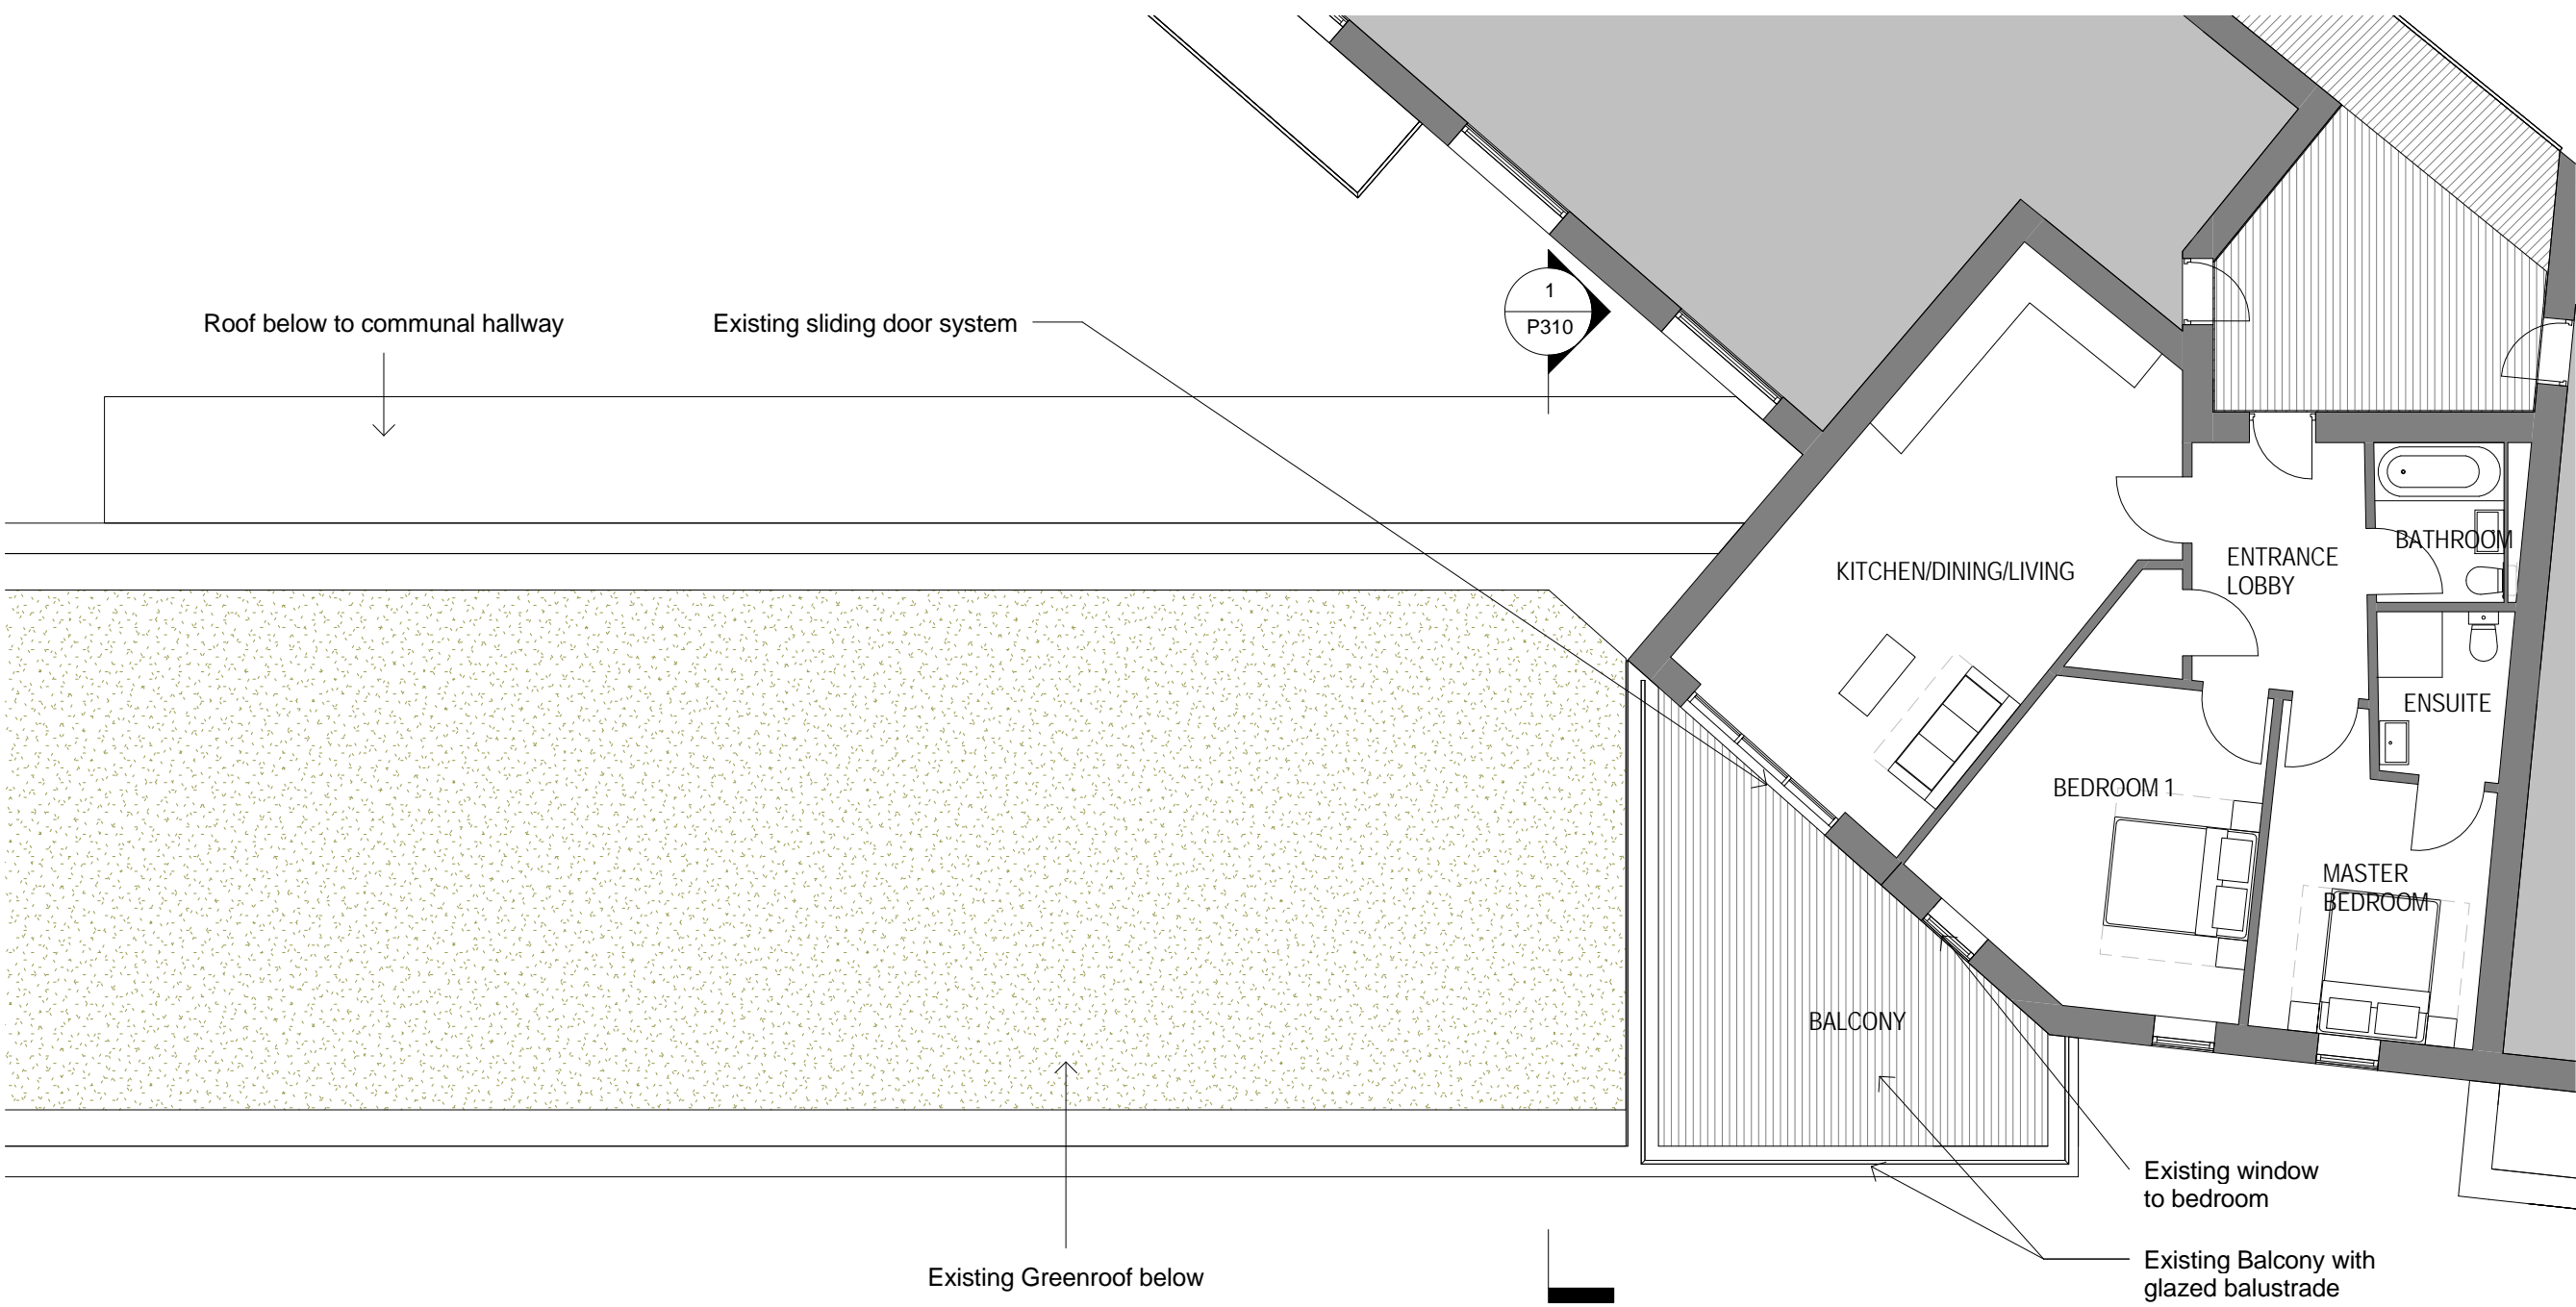 Roof below to communal hallway
Existing sliding door system
1
P310
KITCHEN/DINING/LIVING
ENTRANCE
LOBBY
BATHROOM
ENSUITE
BEDROOM 1
MASTER
BEDROOM
BALCONY
Existing window
to bedroom
Existing Balcony with
glazed balustrade
Existing Greenroof below